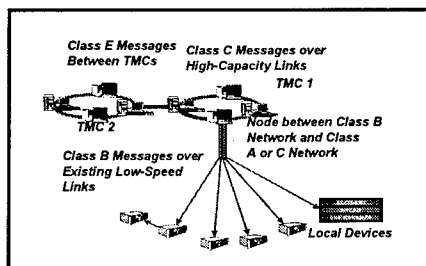 Class E Messages
Between TMCs
Class C Messages over
High-Capacity Links
TMC 1
TMC 2
Node between Class B
Network and Class
A or C Network
Class B Messages over
Existing Low-Speed
Links
Local Devices